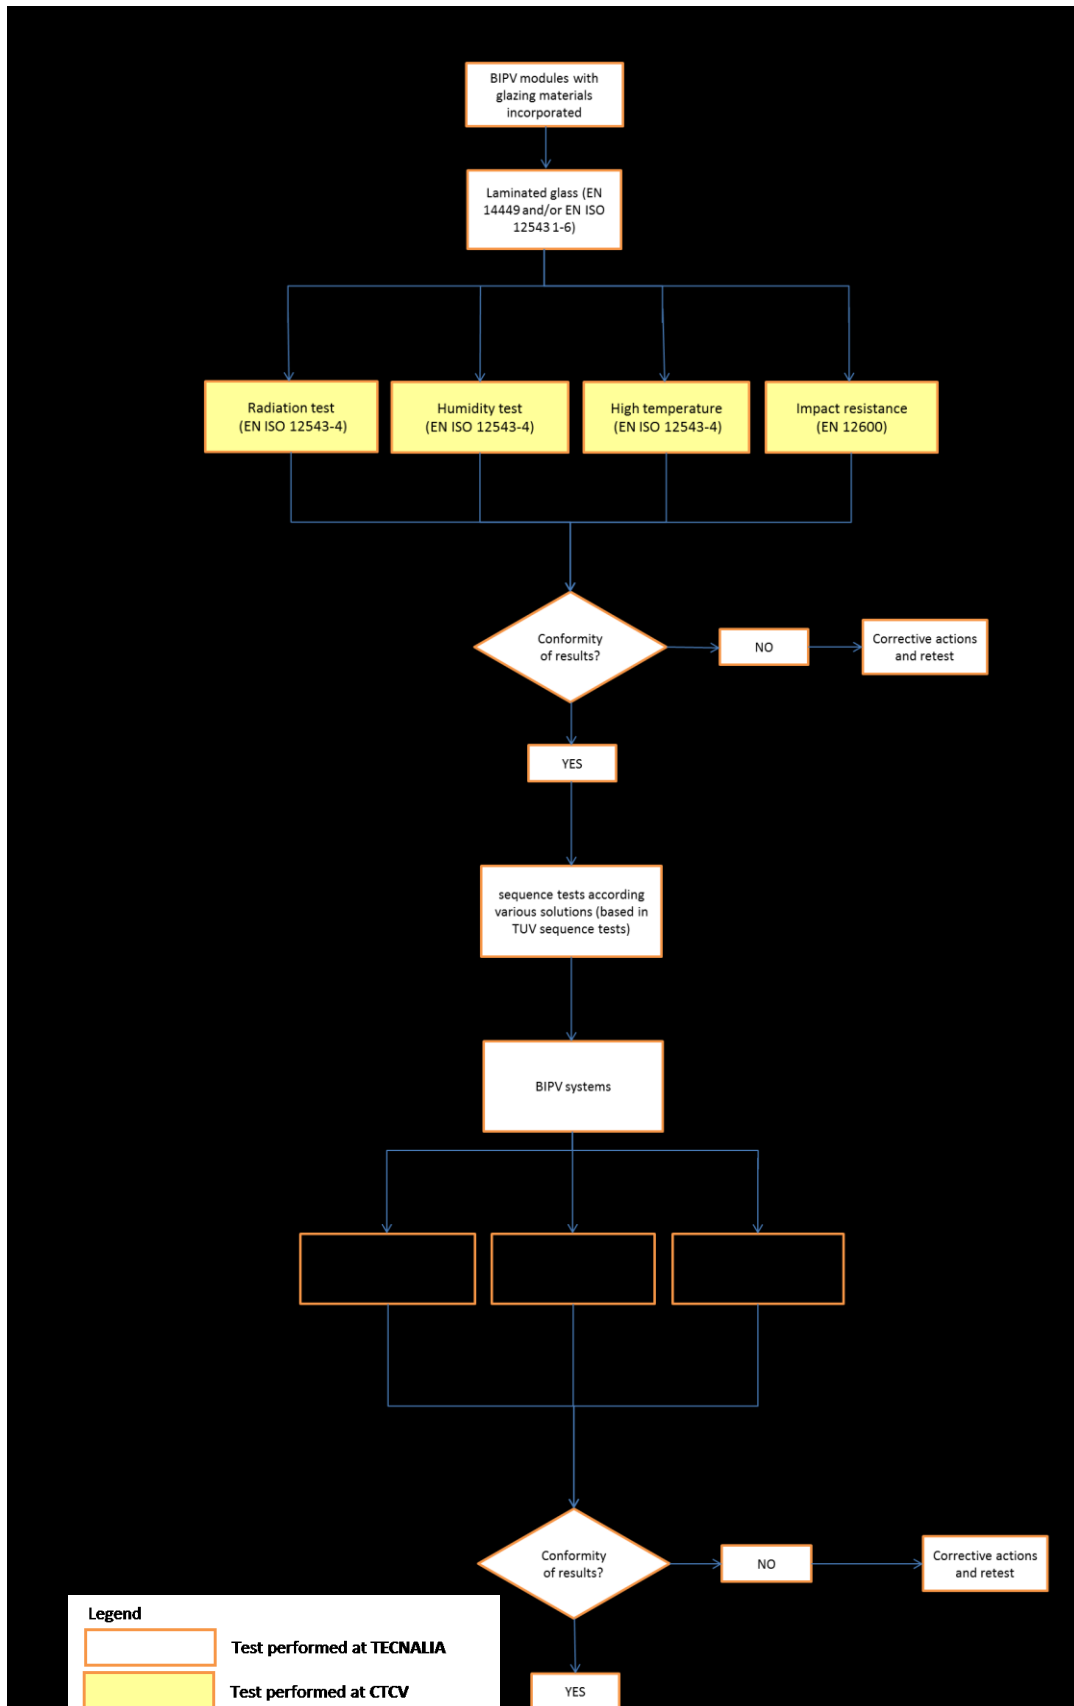 BIPV modules with
glazing materials
incorporated
Laminated glass (EN
14449 and/or EN ISO
12543 1-6)
Radiation test
(EN ISO 12543-4)
Humidity test
(EN ISO 12543-4)
High temperature
(EN ISO 12543-4)
Impact resistance
(EN 12600)
Conformity
of results?
NO
Corrective actions
and retest
YES
sequence tests according
various solutions (based in
TUV sequence tests)
BIPV systems
Conformity
of results?
NO
Corrective actions
and retest
YES
Legend
Test performed at TECNALIA
Test performed at CTCV